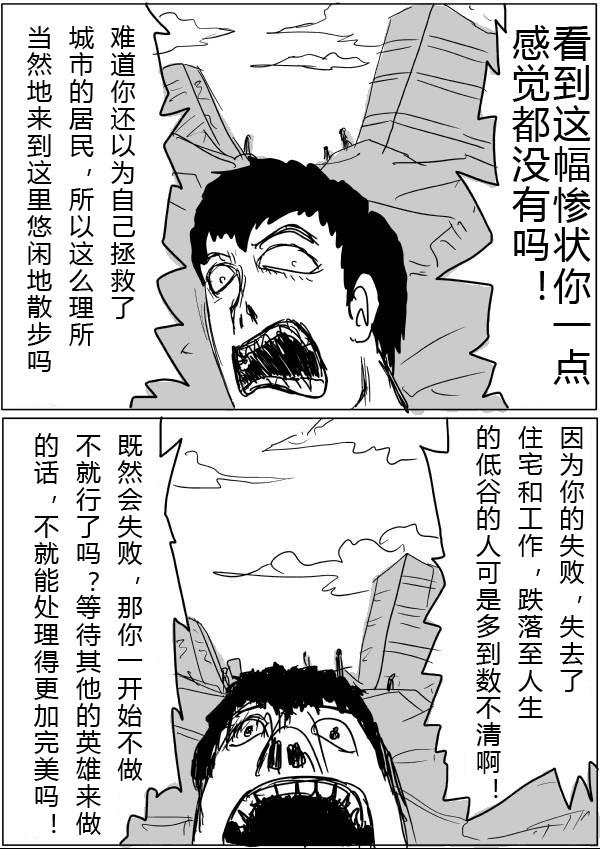 看到这幅惨状你一点
感觉都没有吗！
难道你还以为自己拯救了
城市的居民，所以这么理所
当然地来到这里悠闲地散步吗
因为你的失败，失去了
住宅和工作，跌落至人生
的低谷的人可是多到数不清啊！
既然会失败，那你一开始不做
不就行了吗？等待其他的英雄来做
的话，不就能处理得更加完美吗！